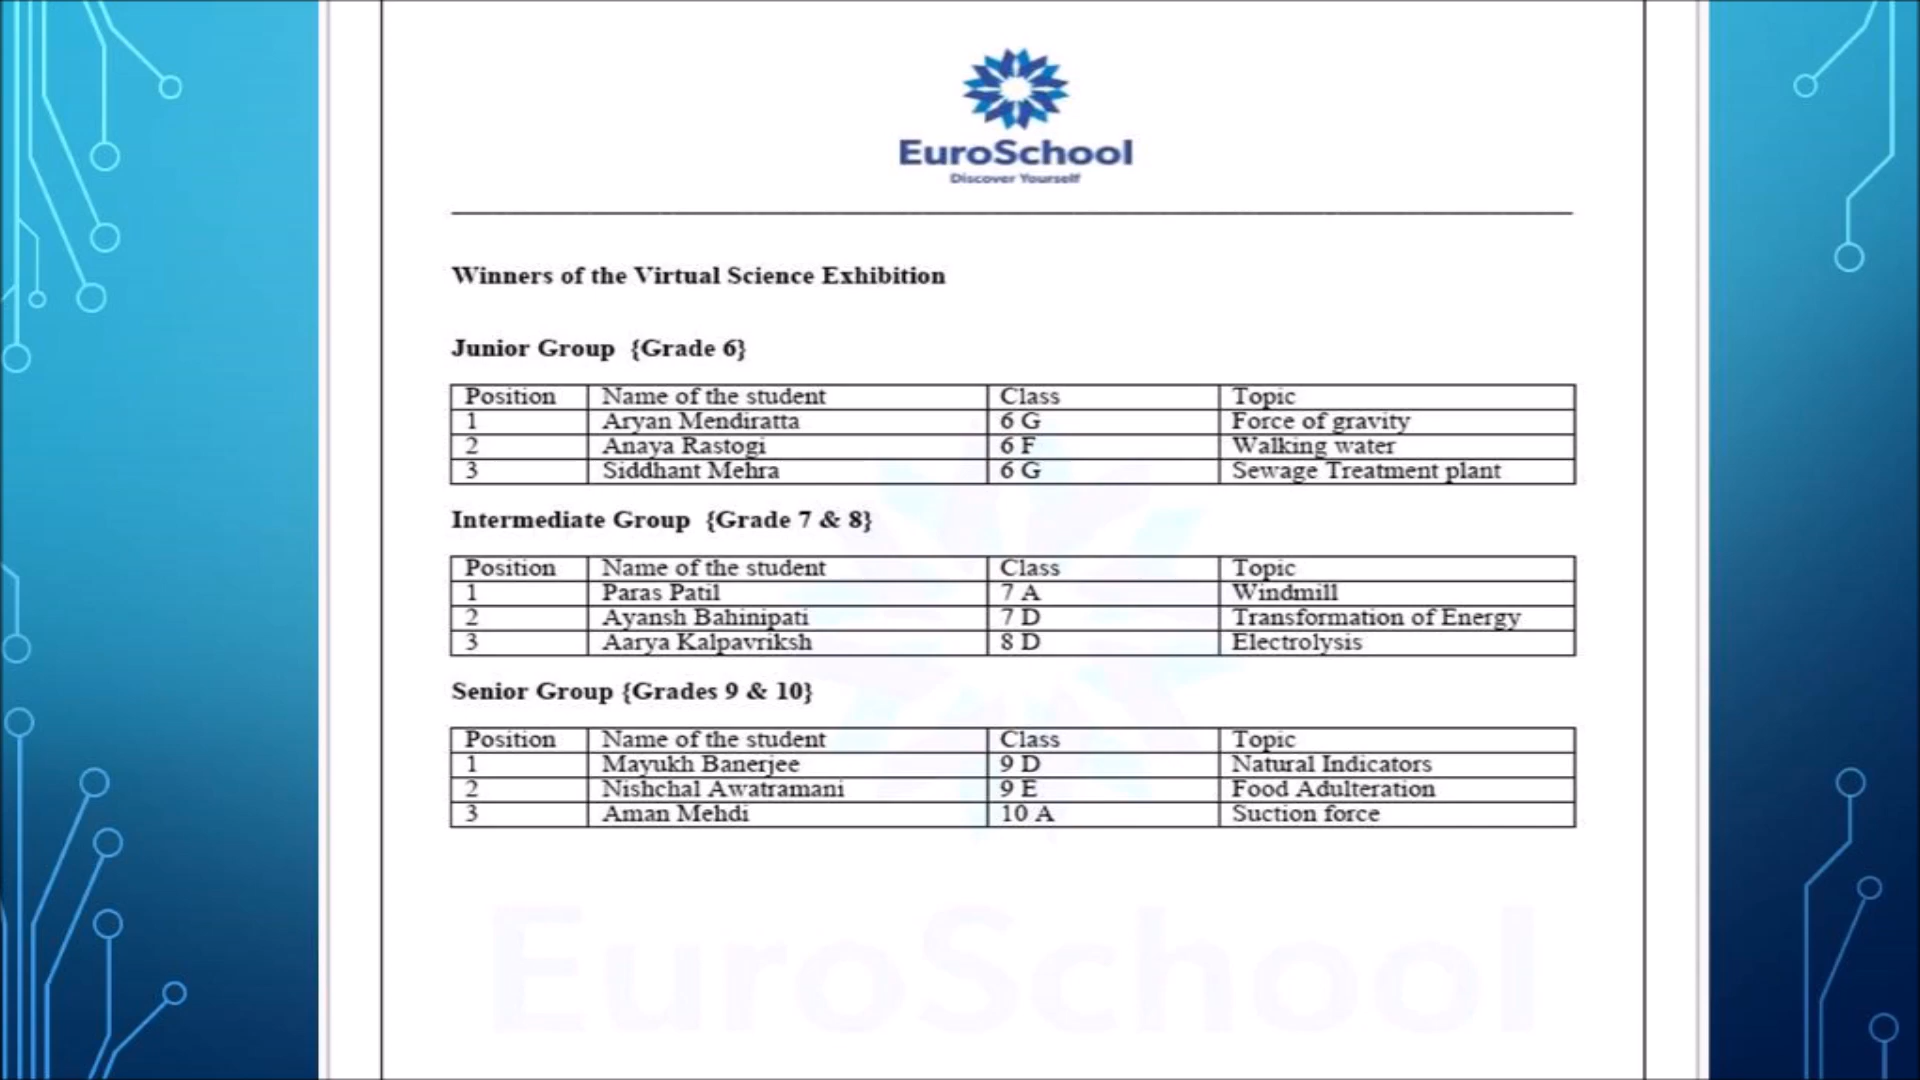 EuroSchool
Discover Yourself
Winners of the Virtual Science Exhibition
Junior Group {Grade 6}
Position Name of the student Class Topic
1 Aryan Mendiratta 6 G Force of gravity
2 Anaya Rastogi 6 F Walking water
3 Siddhant Mehra 6 G Sewage Treatment plant
Intermediate Group {Grade 7 & 8}
Position Name of the student Class Topic
1 Paras Patil 7 A Windmill
2 Ayansh Bahinipati 7 D Transformation of Energy
3 Aarya Kalpavriksh 8 D Electrolysis
Senior Group {Grades 9 & 10}
Position Name of the student Class Topic
1 Mayukh Banerjee 9 D Natural Indicators
2 Nishchal Awatramani 9 E Food Adulteration
3 Aman Mehdi 10 A Suction force
EuroSchool